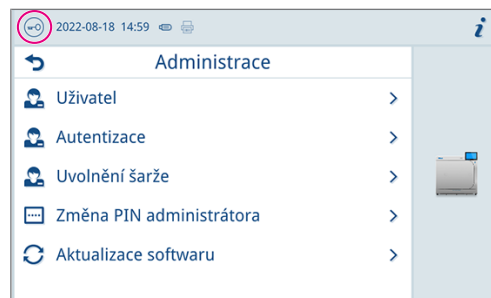 2022-08-18 14:59
Administrace
Uživatel
Autentizace
Uvolnění šarže
Změna PIN administrátora
Aktualizace softwaru